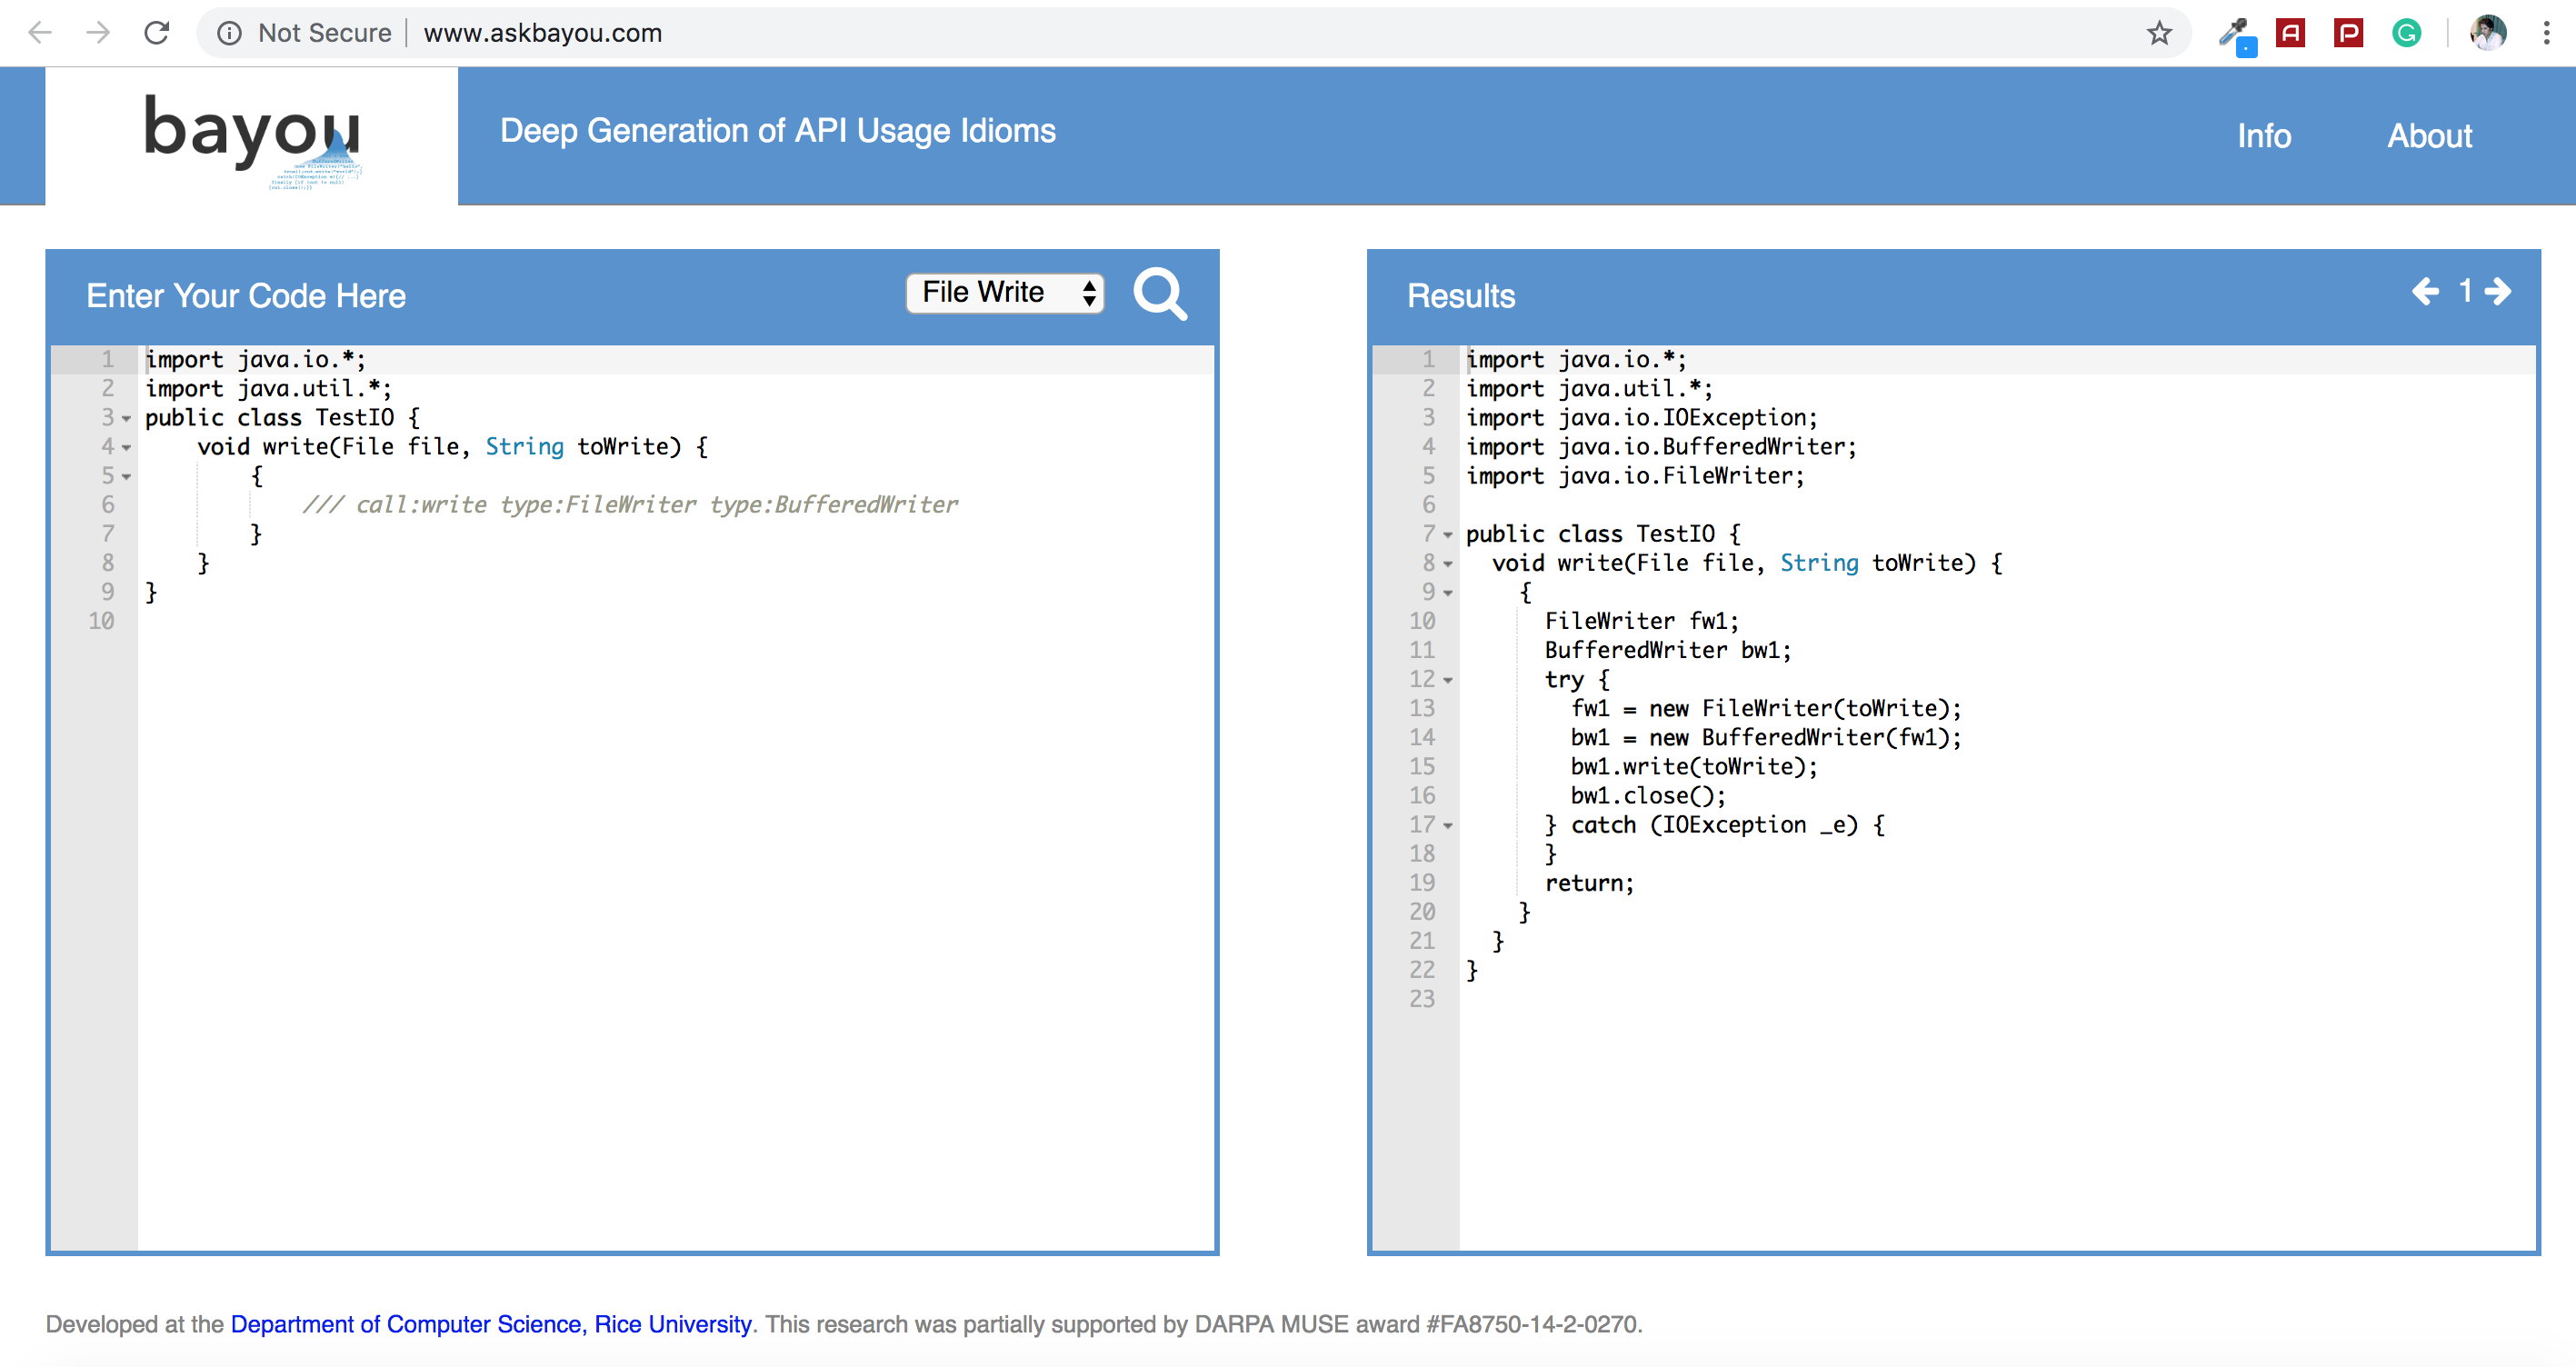 Not Secure | www.askbayou.com
bayou
Deep Generation of API Usage Idioms
Info
About
Enter Your Code Here
File Write
1 import java.io.*;
2 import java.util.*;
3 public class TestIO {
4 void write(File file, String toWrite) {
5 {
6 /// call:write type:FileWriter type:BufferedWriter
7 }
8 }
9 }
10
Results
1
1 import java.io.*;
2 import java.util.*;
3 import java.io.IOException;
4 import java.io.BufferedWriter;
5 import java.io.FileWriter;
6
7 public class TestIO {
8 void write(File file, String toWrite) {
9 {
10 FileWriter fw1;
11 BufferedWriter bw1;
12 try {
13 fw1 = new FileWriter(toWrite);
14 bw1 = new BufferedWriter(fw1);
15 bw1.write(toWrite);
16 bw1.close();
17 } catch (IOException _e) {
18 }
19 return;
20 }
21 }
22 }
23
Developed at the Department of Computer Science, Rice University. This research was partially supported by DARPA MUSE award #FA8750-14-2-0270.